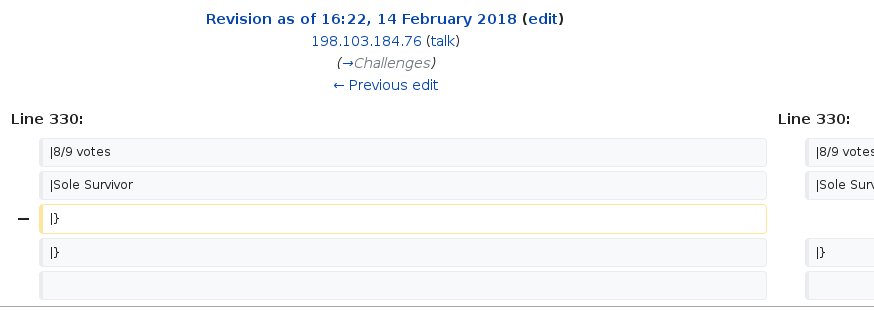 Revision as of 16:22, 14 February 2018 (edit)
198.103.184.76 (talk)
(→Challenges)
← Previous edit
Line 330:
Line 330:
|8/9 votes
|8/9 votes
|Sole Survivor
|Sole Surv
− |}
|}
|}